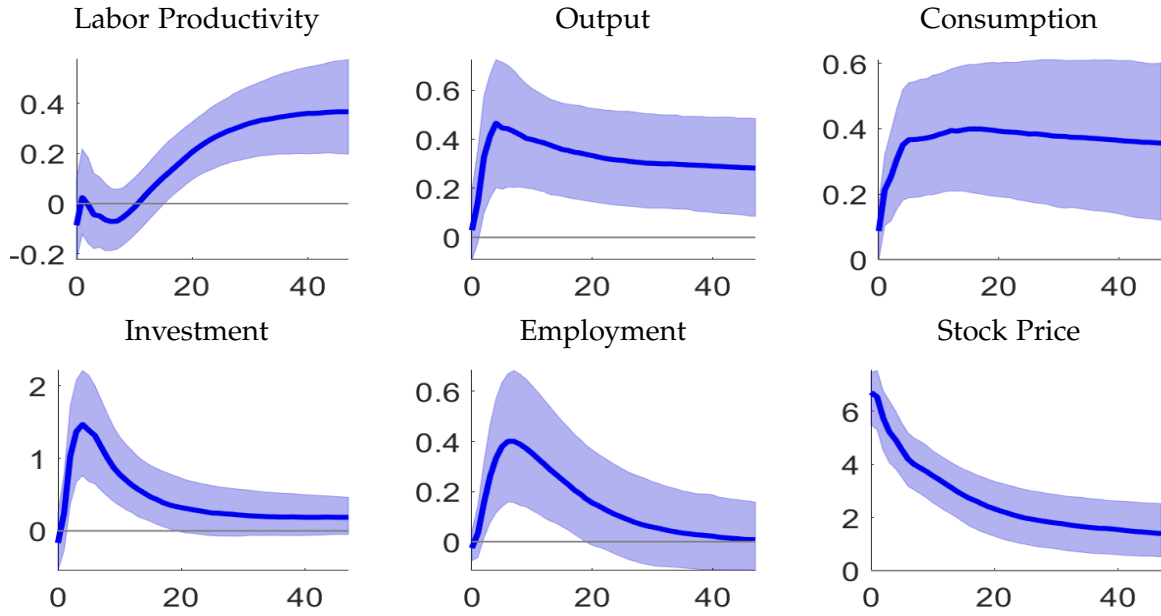 Labor Productivity Output Consumption
0.4 0.6 0.6
0.2 0.4 0.4
0 0.2 0.2
-0.2 0 0
0 20 40 0 20 40 0 20 40
Investment Employment Stock Price
2 0.6 6
1 0.4 4
0 0.2 2
0 0
0 20 40 0 20 40 0 20 40